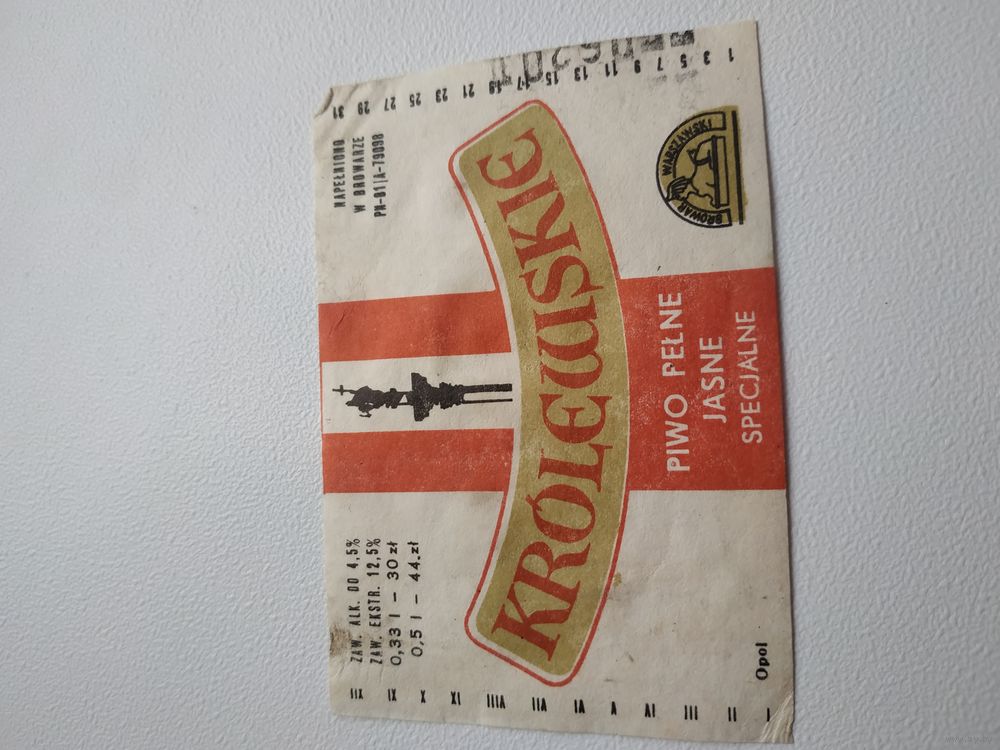 ZAW. ALK. DO 4,5%
ZAW. EKSTR. 12,5%
0,33 l – 30 zł
0,5 l – 44.zł
NAPEŁNIONO
W BROWARZE
PN-81|A-79098
KRÓLEWSKIE
PIWO PEŁNE
JASNE
SPECJALNE
BROWAR WARSZAWSKI
Opol
I II III IV V VI VII VIII IX X XI XII
1 3 5 7 9 11 13 15 17 19 21 23 25 27 29 31